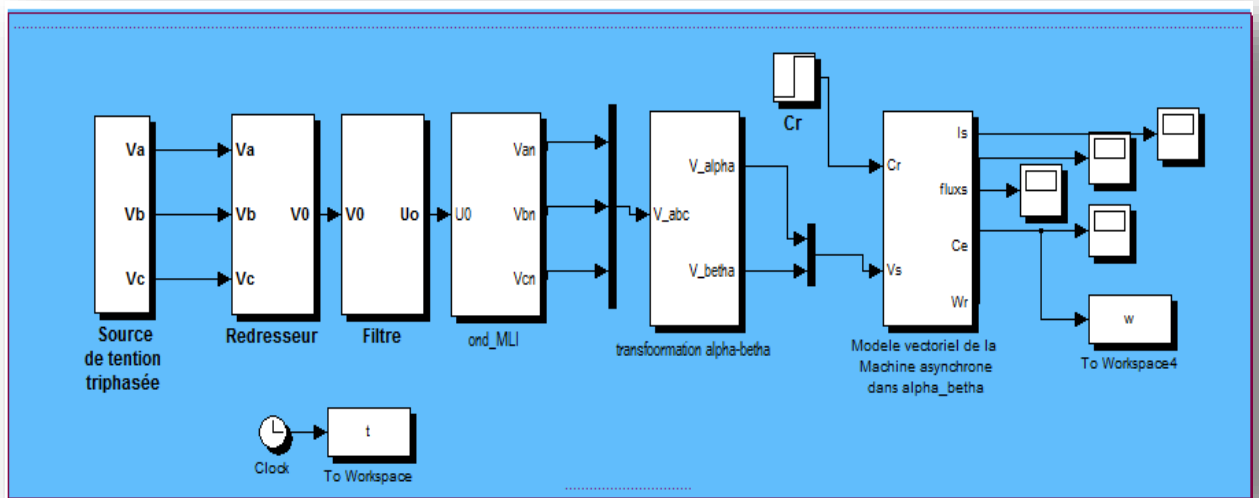 Va
Vb
Vc
Source
de tention
triphasée
Va
Vb
Vc
V0
Redresseur
V0
Uo
Filtre
U0
Van
Vbn
Vcn
ond_MLI
V_abc
V_alpha
V_betha
transfoormation alpha-betha
Cr
Cr
Vs
Is
fluxs
Ce
Wr
Modele vectoriel de la
Machine asynchrone
dans alpha_betha
w
To Workspace4
Clock
t
To Workspace